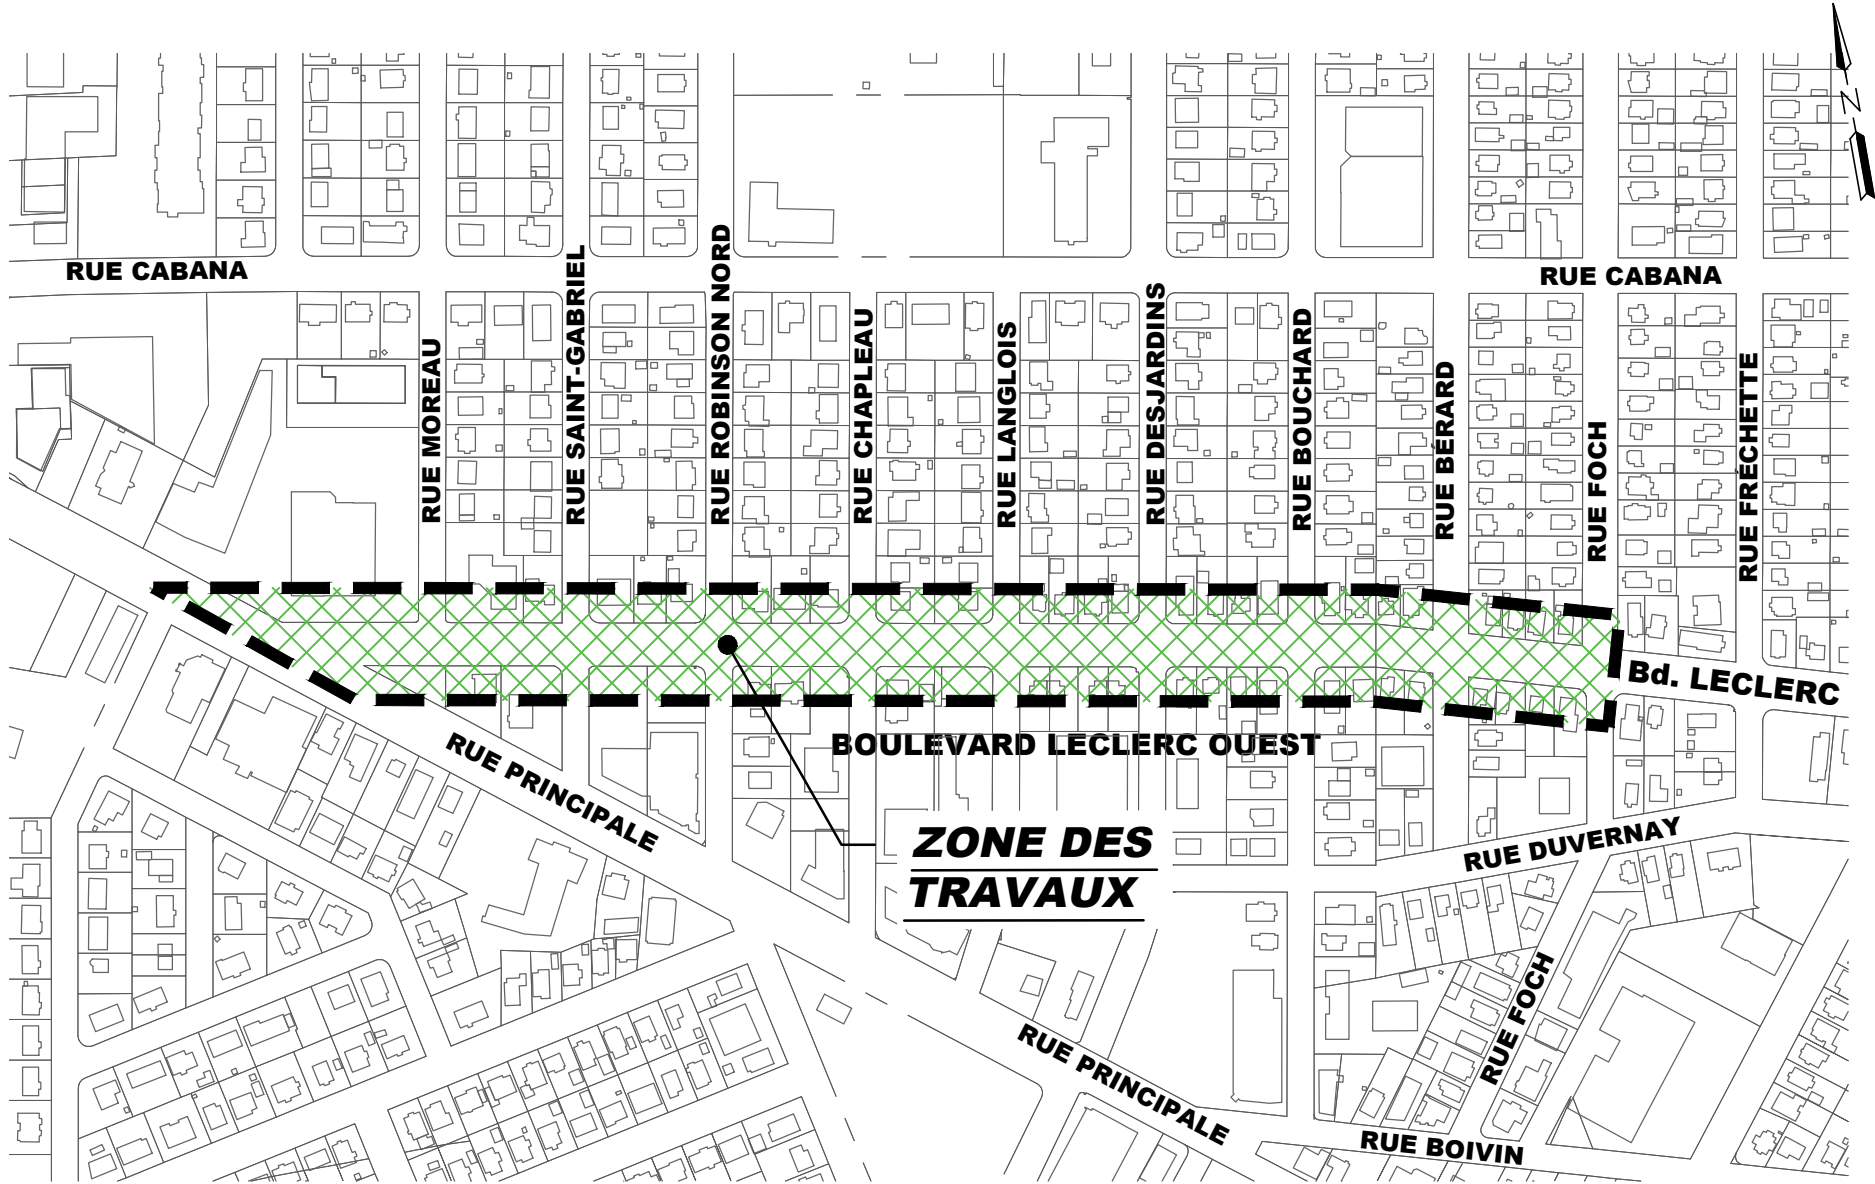 N
RUE CABANA
RUE CABANA
RUE MOREAU
RUE SAINT-GABRIEL
RUE ROBINSON NORD
RUE CHAPLEAU
RUE LANGLOIS
RUE DESJARDINS
RUE BOUCHARD
RUE BÉRARD
RUE FOCH
RUE FRÉCHETTE
Bd. LECLERC
BOULEVARD LECLERC OUEST
RUE PRINCIPALE
ZONE DES
TRAVAUX
RUE DUVERNAY
RUE FOCH
RUE PRINCIPALE
RUE BOIVIN